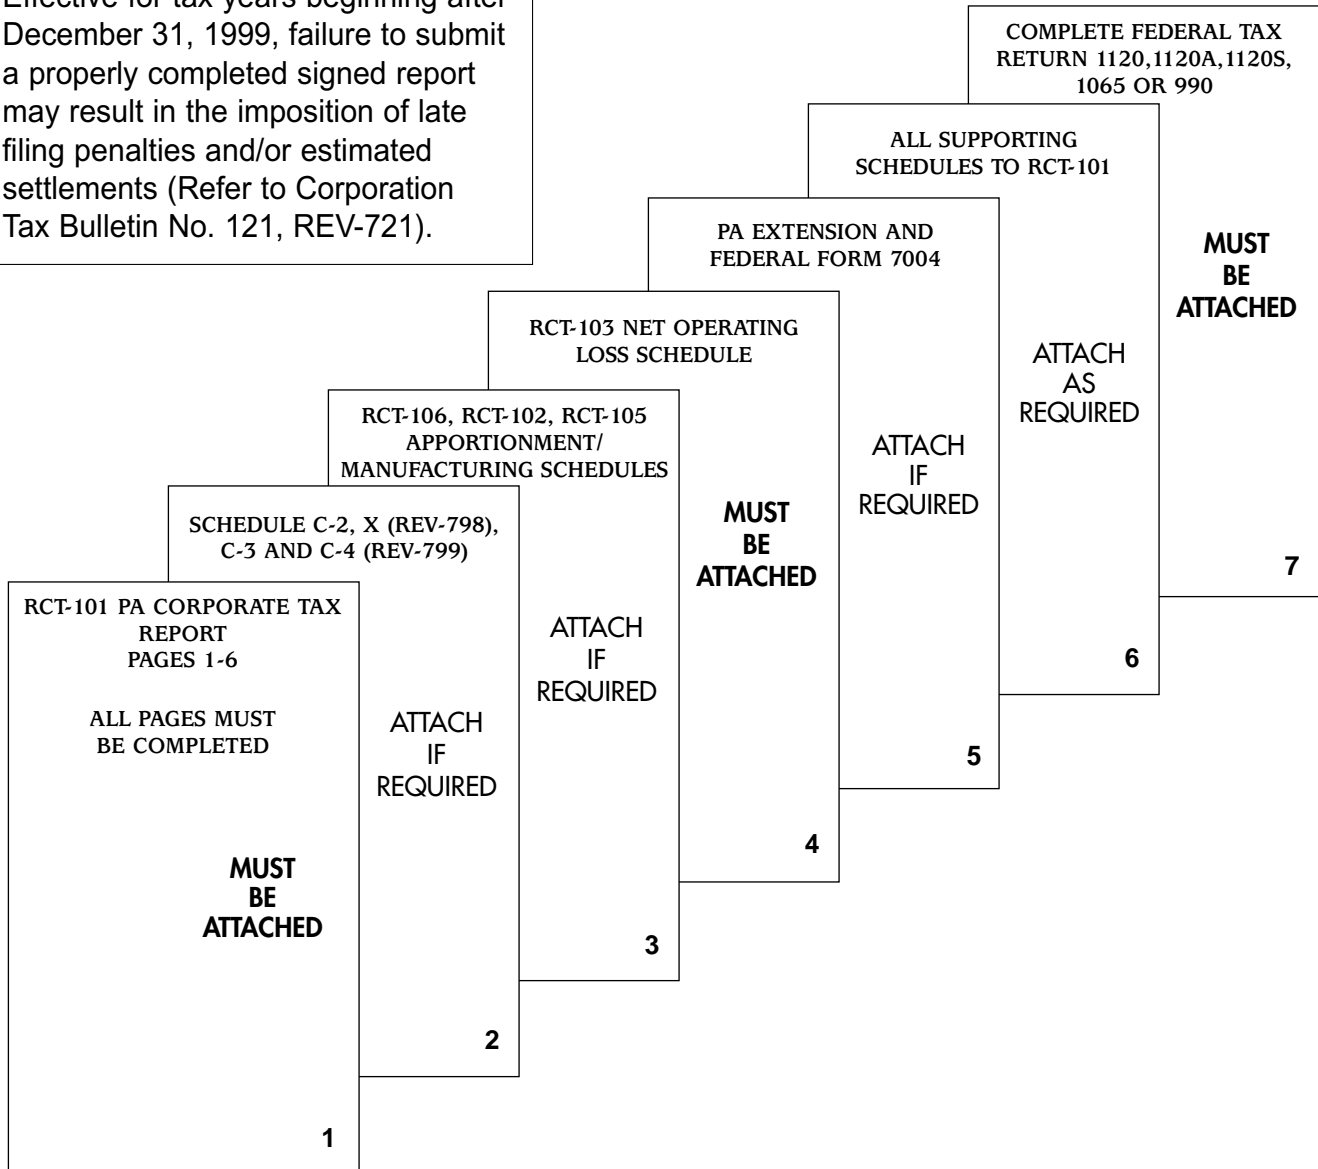 Effective for tax years beginning after
December 31, 1999, failure to submit
a properly completed signed report
may result in the imposition of late
filing penalties and/or estimated
settlements (Refer to Corporation
Tax Bulletin No. 121, REV-721).
COMPLETE FEDERAL TAX
RETURN 1120,1120A,1120S,
1065 OR 990
MUST
BE
ATTACHED
7
ALL SUPPORTING
SCHEDULES TO RCT-101
ATTACH
AS
REQUIRED
6
PA EXTENSION AND
FEDERAL FORM 7004
ATTACH
IF
REQUIRED
5
RCT-103 NET OPERATING
LOSS SCHEDULE
MUST
BE
ATTACHED
4
RCT-106, RCT-102, RCT-105
APPORTIONMENT/
MANUFACTURING SCHEDULES
ATTACH
IF
REQUIRED
3
SCHEDULE C-2, X (REV-798),
C-3 AND C-4 (REV-799)
ATTACH
IF
REQUIRED
2
RCT-101 PA CORPORATE TAX
REPORT
PAGES 1-6
ALL PAGES MUST
BE COMPLETED
MUST
BE
ATTACHED
1